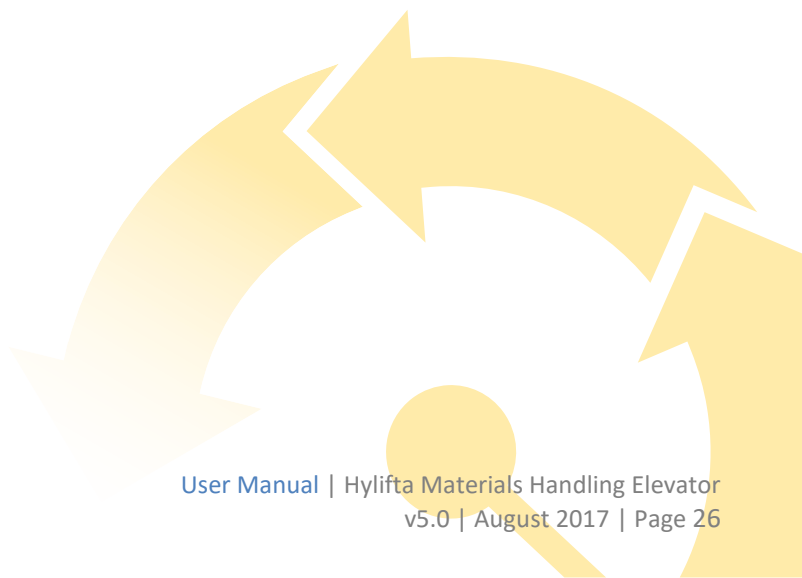 User Manual | Hylifta Materials Handling Elevator
v5.0 | August 2017 | Page 26